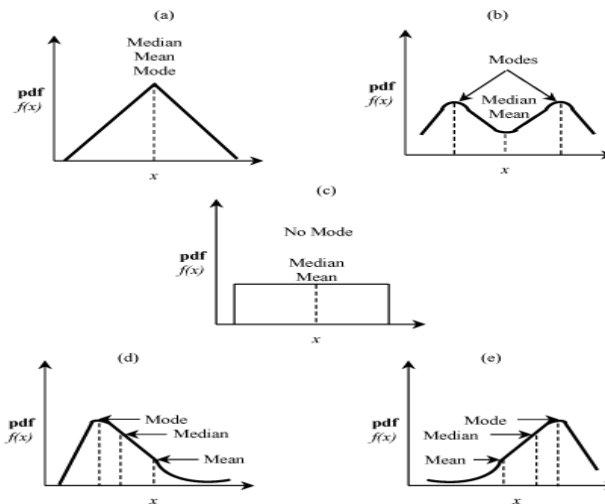 (a)
Median
Mean
Mode
pdf
f(x)
x
(b)
Modes
Median
Mean
pdf
f(x)
x
(c)
No Mode
Median
Mean
pdf
f(x)
x
(d)
Mode
Median
Mean
pdf
f(x)
x
(e)
Mode
Median
Mean
pdf
f(x)
x